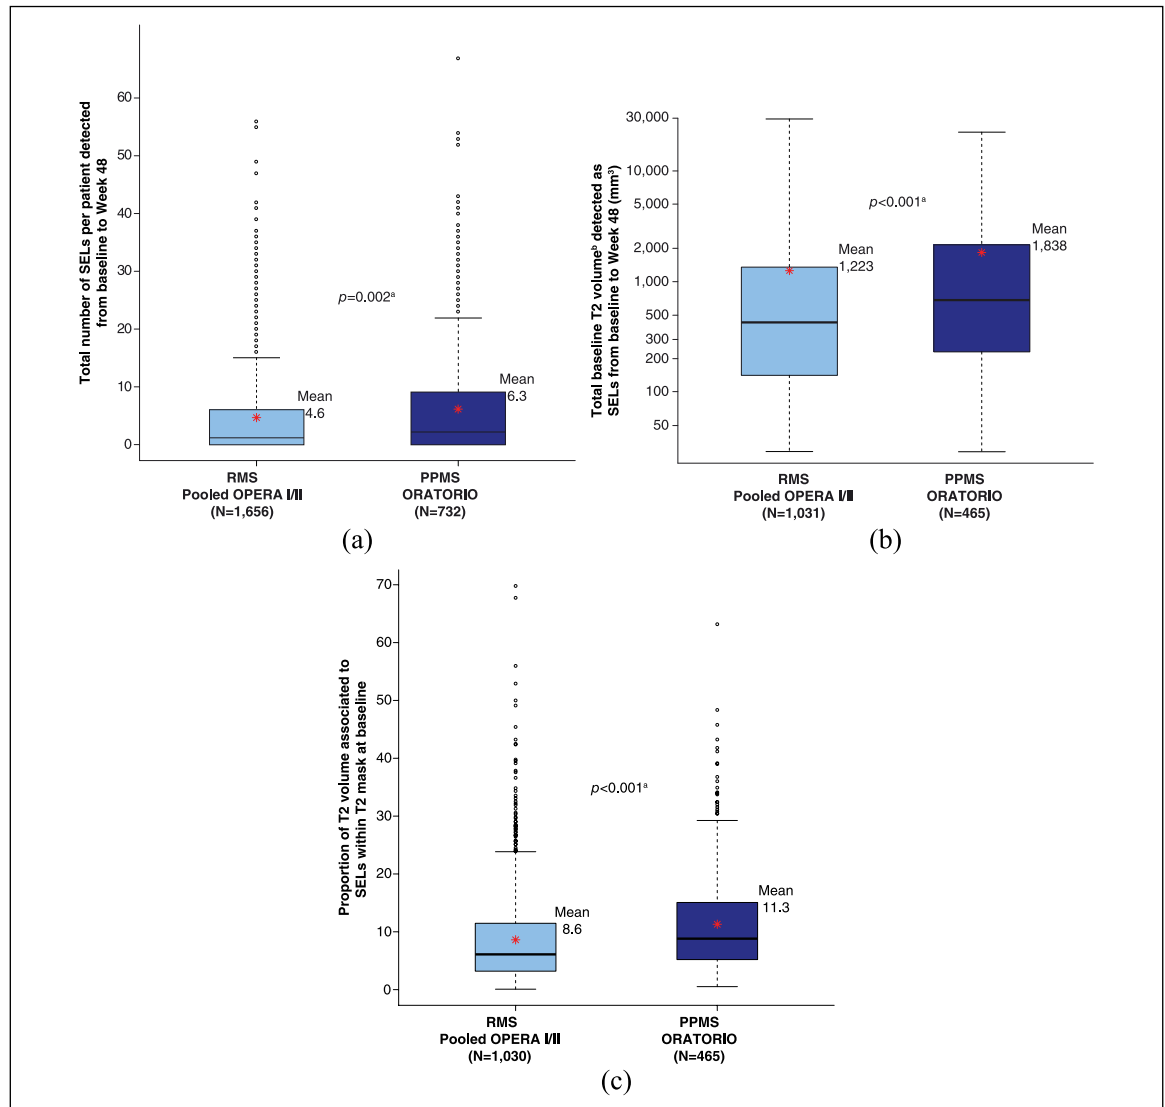 Total number of SELs per patient detected
from baseline to Week 48
60
50
40
30
20
10
0
p=0.002ᵃ
Mean
4.6
Mean
6.3
RMS
Pooled OPERA I/II
(N=1,656)
PPMS
ORATORIO
(N=732)
(a)
Total baseline T2 volumeᵇ detected as
SELs from baseline to Week 48 (mm³)
30,000
10,000
5,000
2,000
1,000
500
300
200
100
50
p<0.001ᵃ
Mean
1,223
Mean
1,838
RMS
Pooled OPERA I/II
(N=1,031)
PPMS
ORATORIO
(N=465)
(b)
Proportion of T2 volume associated to
SELs within T2 mask at baseline
70
60
50
40
30
20
10
0
p<0.001ᵃ
Mean
8.6
Mean
11.3
RMS
Pooled OPERA I/II
(N=1,030)
PPMS
ORATORIO
(N=465)
(c)